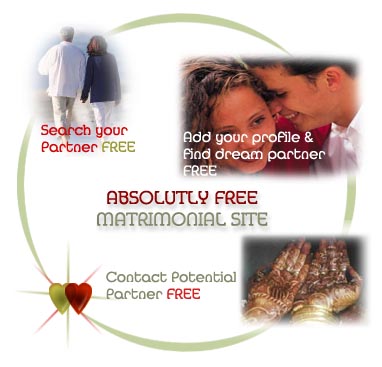 Search your
Partner FREE
Add your profile &
find dream partner
FREE
ABSOLUTLY FREE
MATRIMONIAL SITE
Contact Potential
Partner FREE